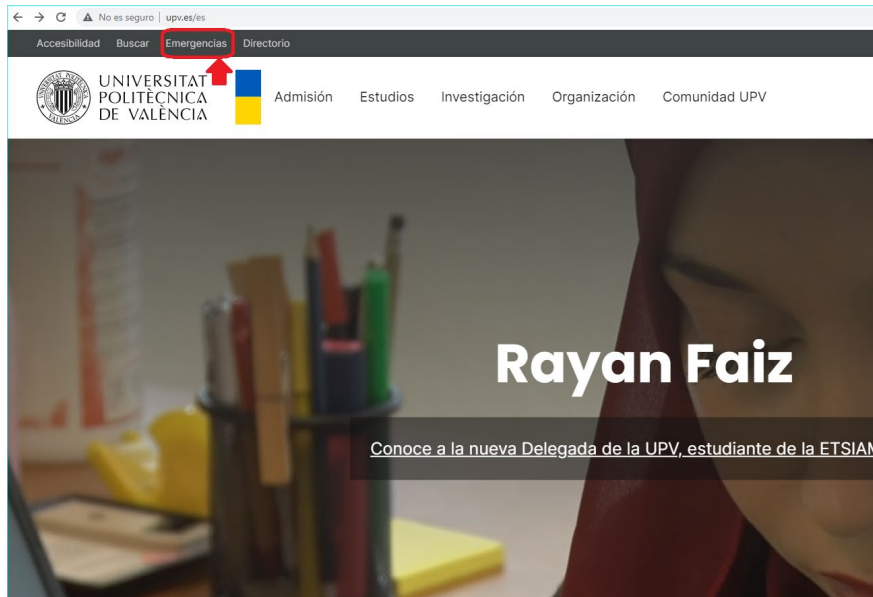 No es seguro | upv.es/es
Accesibilidad Buscar Emergencias Directorio
UNIVERSITAT
POLITÈCNICA
DE VALÈNCIA
Admisión Estudios Investigación Organización Comunidad UPV
Rayan Faiz
Conoce a la nueva Delegada de la UPV, estudiante de la ETSIAM